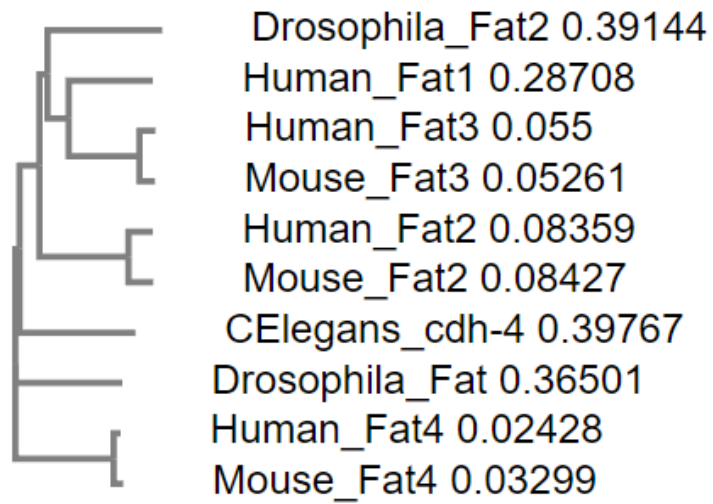 Drosophila_Fat2 0.39144
Human_Fat1 0.28708
Human_Fat3 0.055
Mouse_Fat3 0.05261
Human_Fat2 0.08359
Mouse_Fat2 0.08427
CElegans_cdh-4 0.39767
Drosophila_Fat 0.36501
Human_Fat4 0.02428
Mouse_Fat4 0.03299